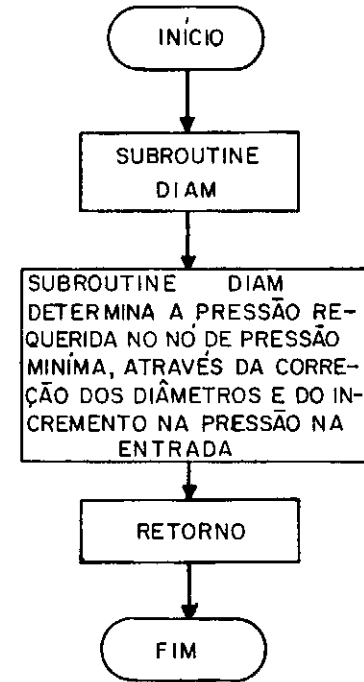 INÍCIO
SUBROUTINE
DIAM
SUBROUTINE DIAM
DETERMINA A PRESSÃO RE-
QUERIDA NO NÓ DE PRESSÃO
MINÍMA, ATRAVÉS DA CORRE-
ÇÃO DOS DIÂMETROS E DO IN-
CREMENTO NA PRESSÃO NA
ENTRADA
RETORNO
FIM